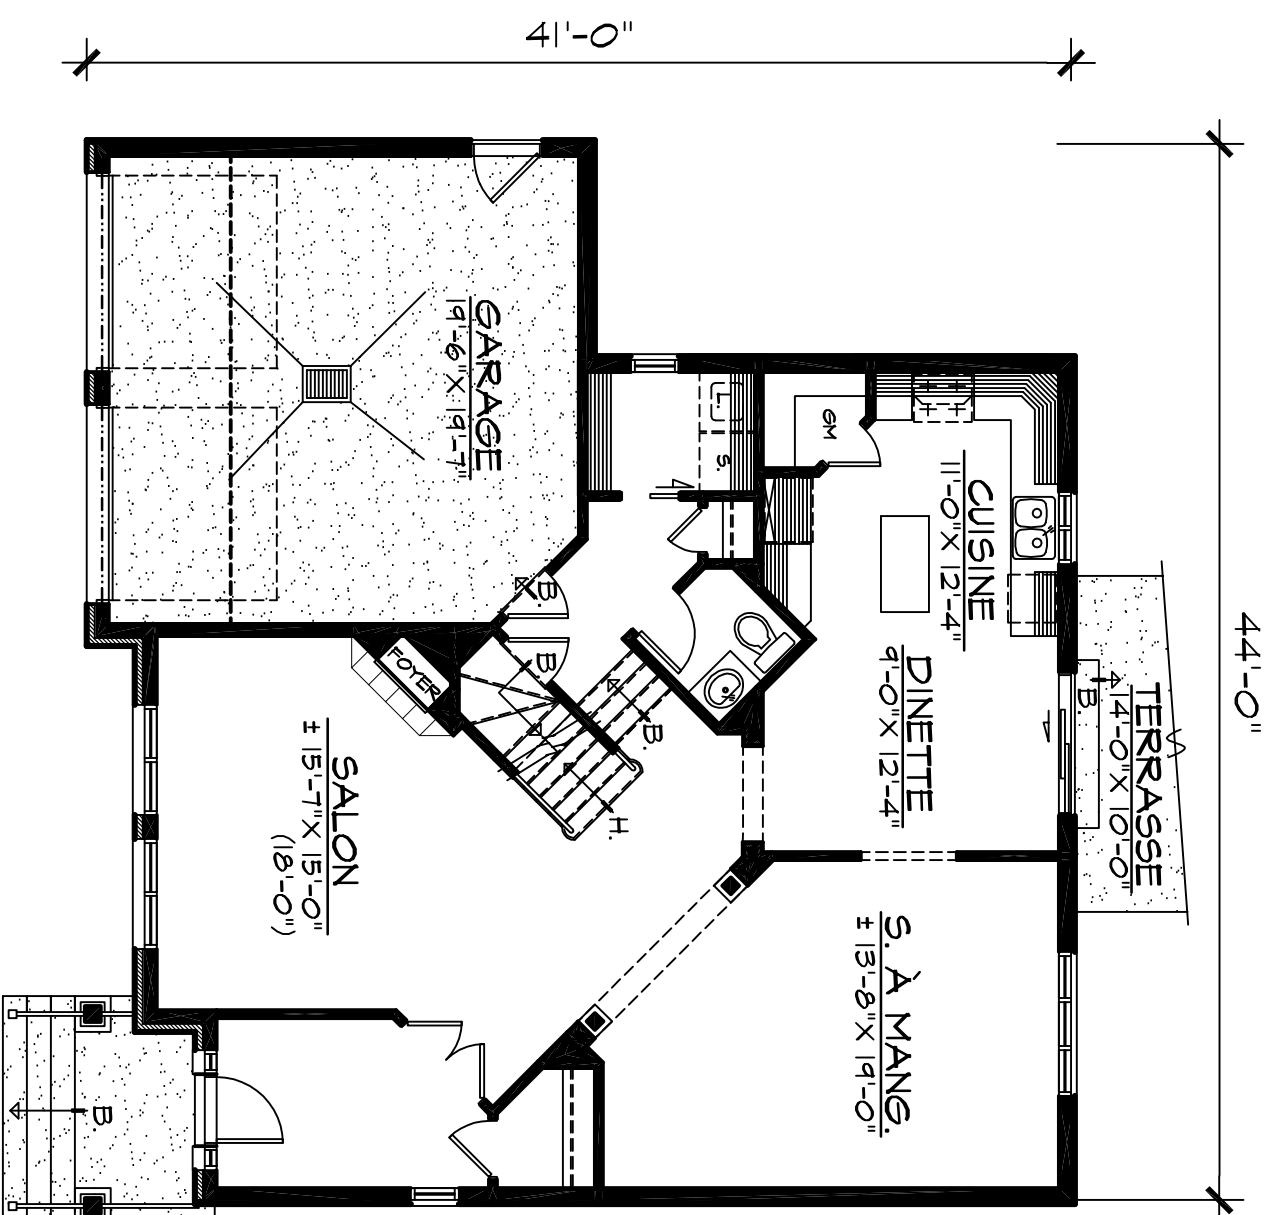 41'-0"
44'-0"
GARAGE
19'-6" X 19'-7"
L.
S.
GM
CUISINE
11'-0" X 12'-4"
DINETTE
9'-0" X 12'-4"
TERRASSE
14'-0" X 10'-0"
B.
B.
B.
B.
H.
FOYER
SALON
± 15'-7" X 15'-0"
(18'-0")
S. À MANG.
± 13'-8" X 19'-0"
B.